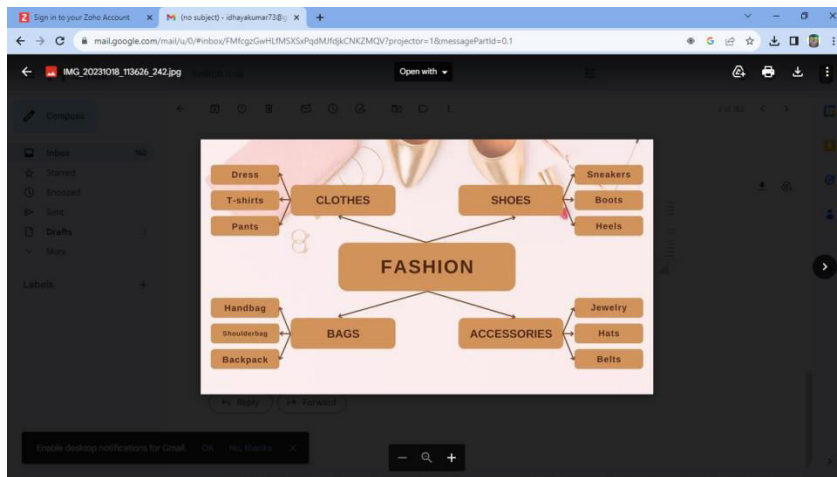 Sign in to your Zoho Account
(no subject) - idhayakumar73@g
mail.google.com/mail/u/0/#inbox/FMfcgzGwHLfMSXSxPqdMJfdjkCNKZMQV?projector=1&messagePartId=0.1
IMG_20231018_113626_242.jpg
Open with
Compose
Inbox 160
Starred
Snoozed
Sent
Drafts
More
Labels
Dress
T-shirts
Pants
CLOTHES
SHOES
Sneakers
Boots
Heels
FASHION
Handbag
Shoulderbag
Backpack
BAGS
ACCESSORIES
Jewelry
Hats
Belts
Reply
Forward
Enable desktop notifications for Gmail. OK No, thanks